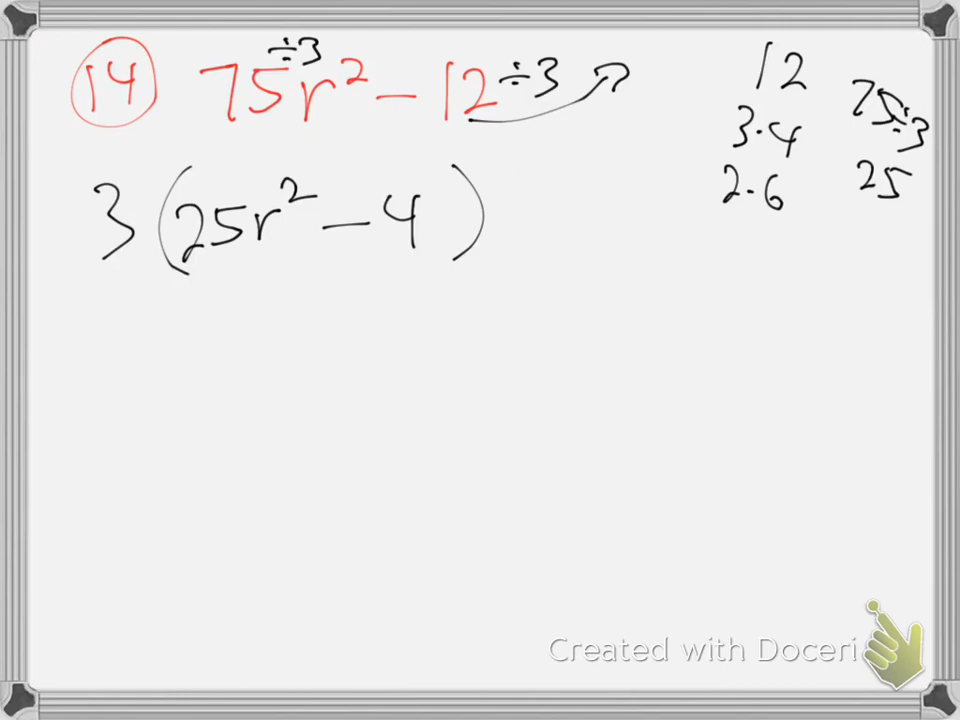 14 75r² - 12 ÷3
÷3
3(25r² - 4)
12
3·4
2·6
75 ÷3
25
Created with Doceri